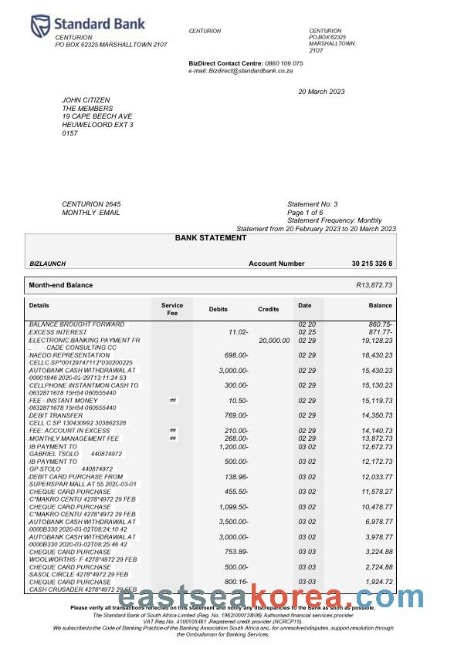 Standard Bank
CENTURION
PO BOX 62325 MARSHALLTOWN 2107
CENTURION
CENTURION
PO BOX 62325
MARSHALLTOWN
2107
BizDirect Contact Centre: 0860 109 075
e-mail: Bizdirect@standardbank.co.za
20 March 2023
JOHN CITIZEN
THE MEMBERS
19 CAPE BEECH AVE
HEUWELOORD EXT 3
0157
CENTURION 2645
MONTHLY EMAIL
Statement No: 3
Page 1 of 6
Statement Frequency: Monthly
Statement from 20 February 2023 to 20 March 2023
BANK STATEMENT
BIZLAUNCH Account Number 30 215 326 8
Month-end Balance R13,872.73
Details Service Fee Debits Credits Date Balance
BALANCE BROUGHT FORWARD 02 20 860.75-
EXCESS INTEREST 11.02- 02 25 871.77-
ELECTRONIC BANKING PAYMENT FR 20,000.00 02 29 19,128.23
CADE CONSULTING CC
NAEDO REPRESENTATION 698.00- 02 29 18,430.23
CELLC SP*00129747112*030200225
AUTOBANK CASH WITHDRAWAL AT 3,000.00- 02 29 15,430.23
00001846 2020-02-29T13:11:24 53
CELLPHONE INSTANTMON CASH TO 300.00- 02 29 15,130.23
0632871678 15H54 060555440
FEE - INSTANT MONEY ## 10.50- 02 29 15,119.73
0632871678 15H54 060555440
DEBIT TRANSFER 769.00- 02 29 14,350.73
CELL C SP 130430992 303862328
FEE: ACCOUNT IN EXCESS ## 210.00- 02 29 14,140.73
MONTHLY MANAGEMENT FEE ## 268.00- 02 29 13,872.73
IB PAYMENT TO 1,200.00- 03 02 12,672.73
GABRIEL TSOLO 440874972
IB PAYMENT TO 500.00- 03 02 12,172.73
GP STOLO 440874972
DEBIT CARD PURCHASE FROM 138.96- 03 02 12,033.77
SUPERSPAR MALL AT 55 2020-03-01
CHEQUE CARD PURCHASE 455.50- 03 02 11,578.27
C*MAKRO CENTU 4278*4972 29 FEB
CHEQUE CARD PURCHASE 1,099.50- 03 02 10,478.77
C*MAKRO CENTU 4278*4972 29 FEB
AUTOBANK CASH WITHDRAWAL AT 3,500.00- 03 02 6,978.77
0000B330 2020-03-02T08:24:10 42
AUTOBANK CASH WITHDRAWAL AT 3,000.00- 03 02 3,978.77
0000B330 2020-03-02T08:25:46 42
CHEQUE CARD PURCHASE 753.89- 03 03 3,224.88
WOOLWORTHS- F 4278*4972 29 FEB
CHEQUE CARD PURCHASE 500.00- 03 03 2,724.88
SASOL CIRCLE 4278*4972 29 FEB
CHEQUE CARD PURCHASE 800.16- 03 03 1,924.72
CASH CRUSADER 4278*4972 29 FEB
eastseakorea.com
Please verify all transactions reflected on this statement and notify any discrepancies to the Bank as soon as possible.
The Standard Bank of South Africa Limited (Reg. No. 1962/000738/06) Authorised financial services provider
VAT Reg No. 4100105461 Registered credit provider (NCRCP15).
We subscribe to the Code of Banking Practice of the Banking Association South Africa and, for unresolved disputes, support resolution through
the Ombudsman for Banking Services.